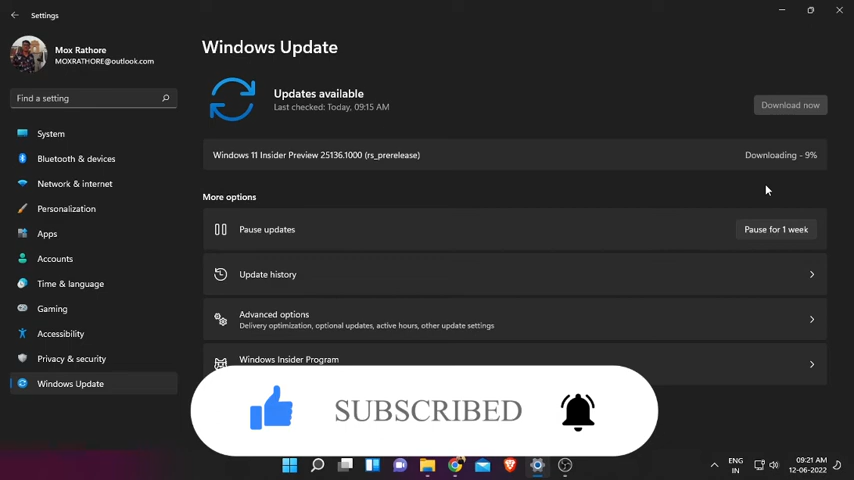 Settings
Mox Rathore
MOXRATHORE@outlook.com
Find a setting
System
Bluetooth & devices
Network & internet
Personalization
Apps
Accounts
Time & language
Gaming
Accessibility
Privacy & security
Windows Update
Windows Update
Updates available
Last checked: Today, 09:15 AM
Download now
Windows 11 Insider Preview 25136.1000 (rs_prerelease)
Downloading - 9%
More options
Pause updates
Pause for 1 week
Update history
Advanced options
Delivery optimization, optional updates, active hours, other update settings
Windows Insider Program
SUBSCRIBED
ENG
IN
09:21 AM
12-06-2022